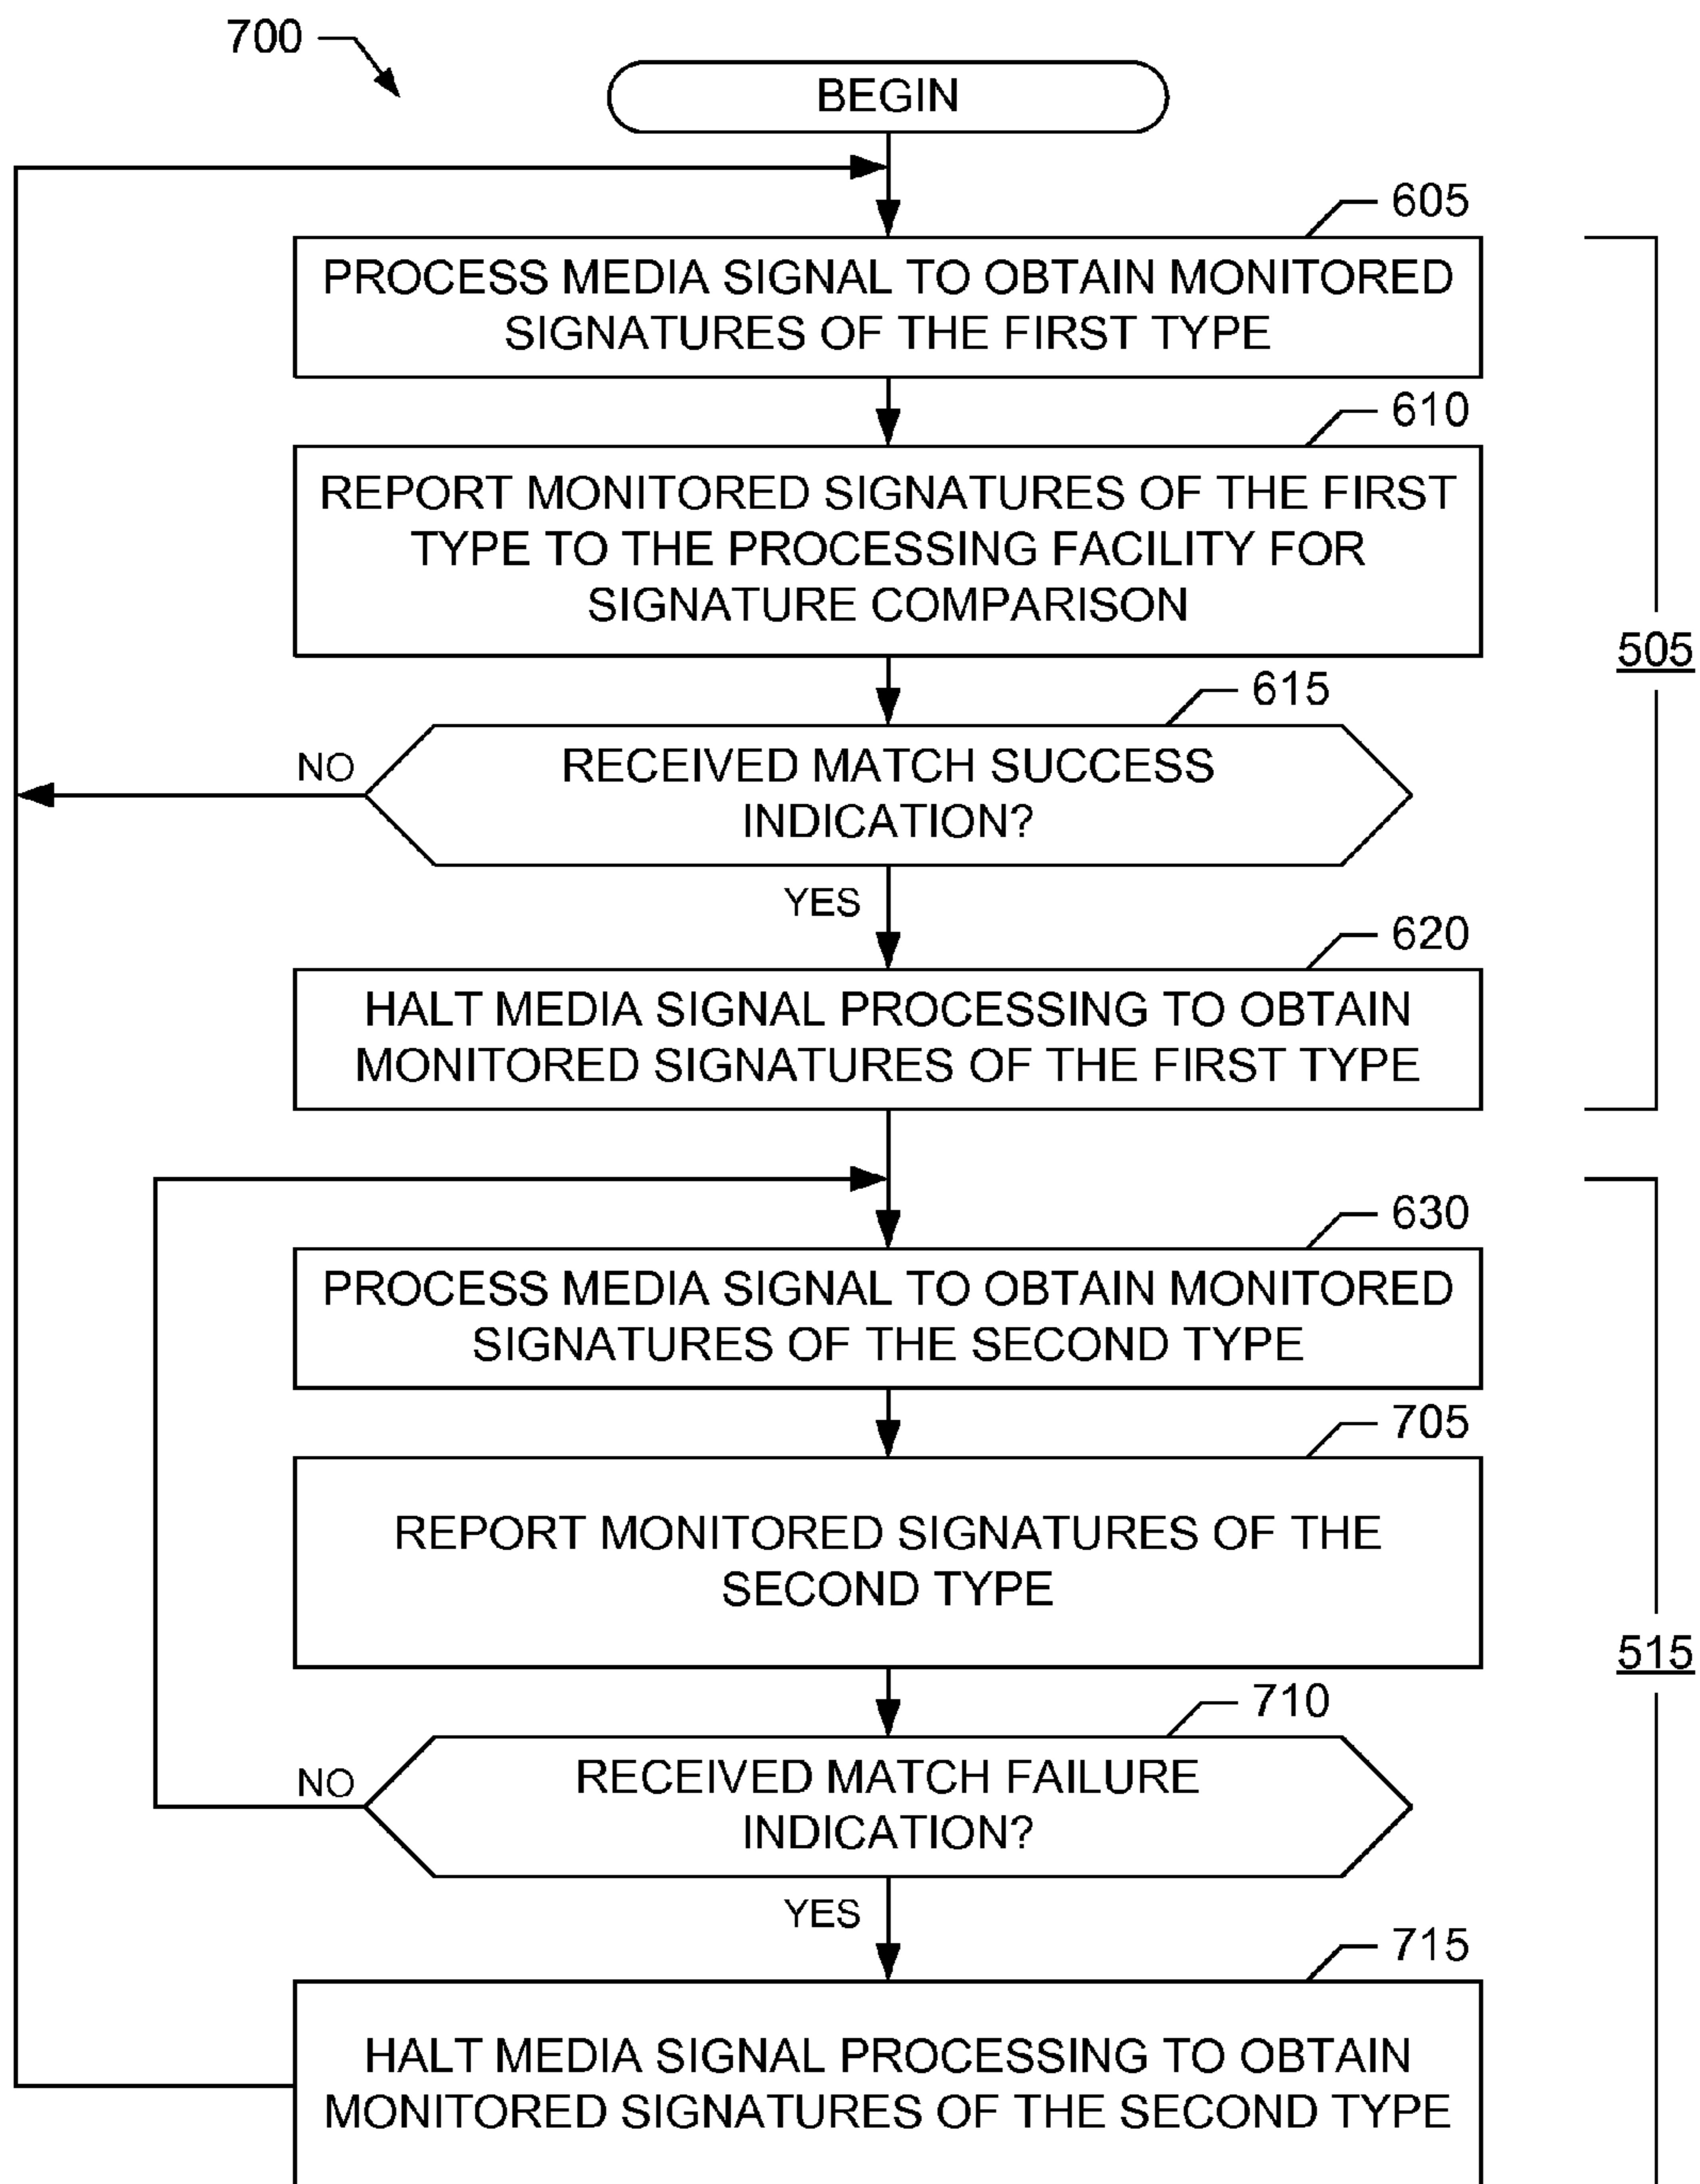 700
BEGIN
605
PROCESS MEDIA SIGNAL TO OBTAIN MONITORED
SIGNATURES OF THE FIRST TYPE
610
REPORT MONITORED SIGNATURES OF THE FIRST
TYPE TO THE PROCESSING FACILITY FOR
SIGNATURE COMPARISON
505
615
NO
RECEIVED MATCH SUCCESS
INDICATION?
YES
620
HALT MEDIA SIGNAL PROCESSING TO OBTAIN
MONITORED SIGNATURES OF THE FIRST TYPE
630
PROCESS MEDIA SIGNAL TO OBTAIN MONITORED
SIGNATURES OF THE SECOND TYPE
705
REPORT MONITORED SIGNATURES OF THE
SECOND TYPE
515
710
NO
RECEIVED MATCH FAILURE
INDICATION?
YES
715
HALT MEDIA SIGNAL PROCESSING TO OBTAIN
MONITORED SIGNATURES OF THE SECOND TYPE